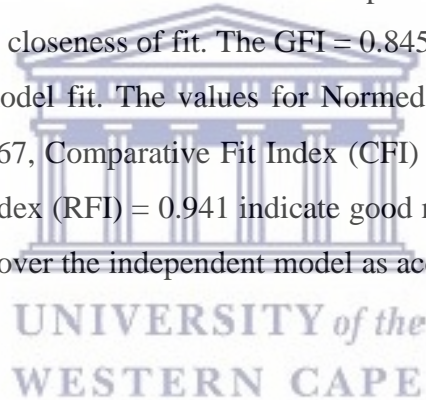 closeness of fit. The GFI = 0.845
odel fit. The values for Normed
67, Comparative Fit Index (CFI)
dex (RFI) = 0.941 indicate good
over the independent model as ac
UNIVERSITY of the
WESTERN CAPE